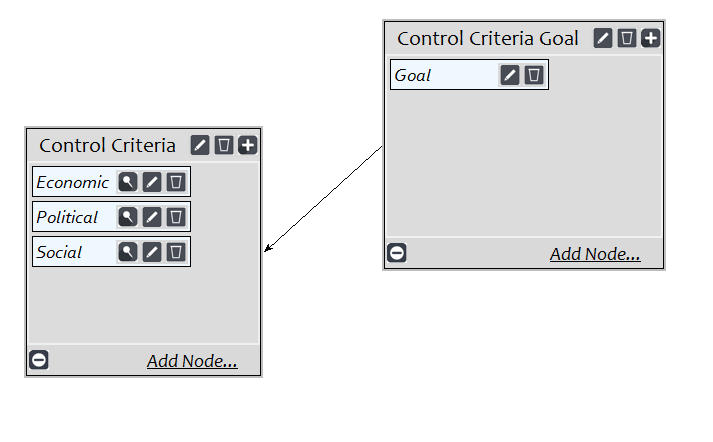 Control Criteria Goal
Goal
Add Node...
Control Criteria
Economic
Political
Social
Add Node...